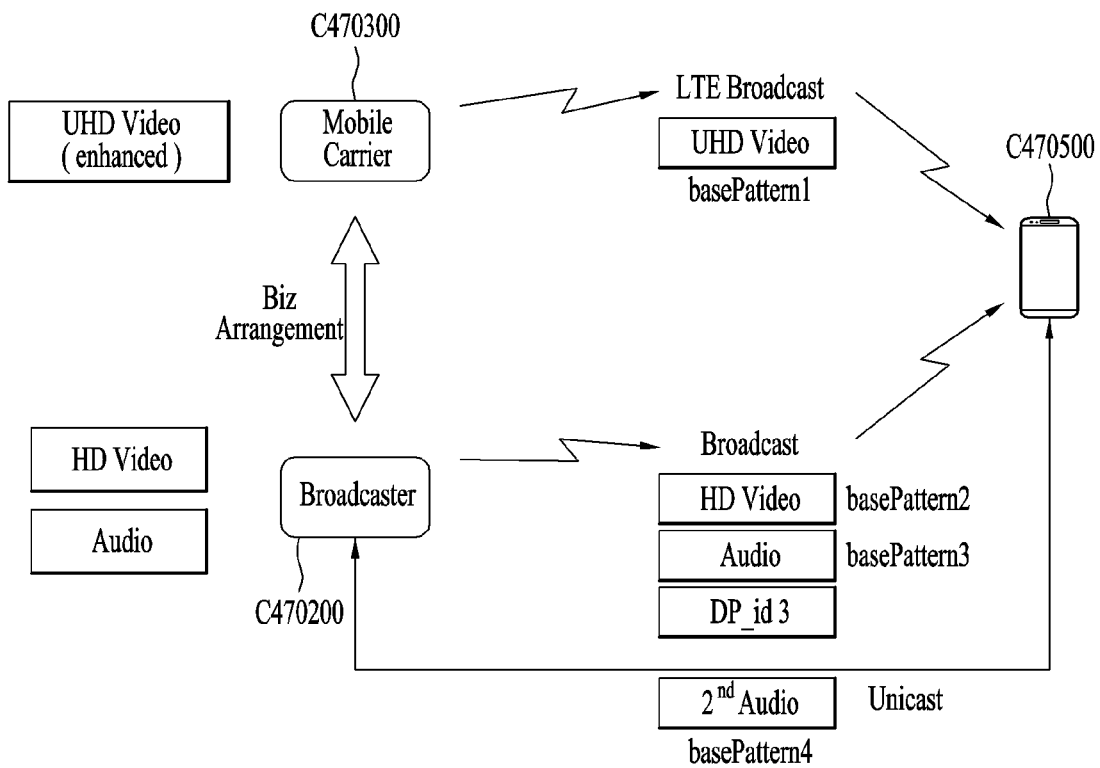 C470300
UHD Video
( enhanced )
Mobile
Carrier
LTE Broadcast
UHD Video
basePattern1
C470500
Biz
Arrangement
HD Video
Audio
Broadcaster
C470200
Broadcast
HD Video
basePattern2
Audio
basePattern3
DP_id 3
2nd Audio
Unicast
basePattern4